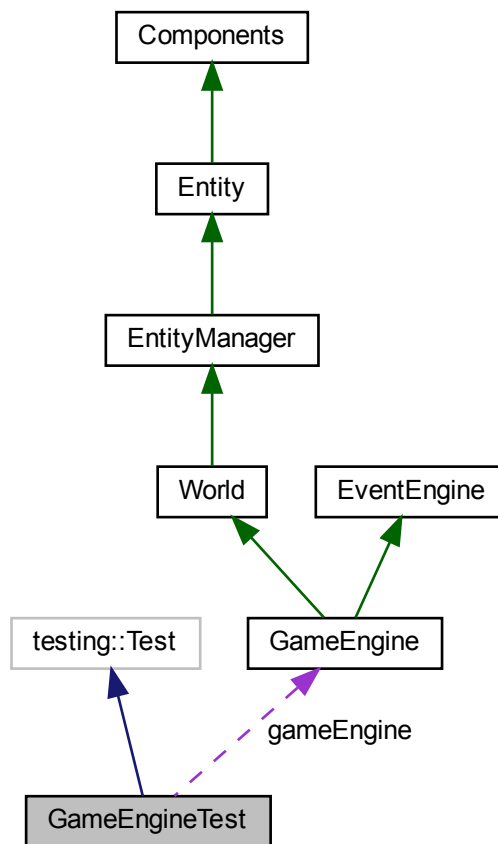 Components
Entity
EntityManager
World
EventEngine
testing::Test
GameEngine
gameEngine
GameEngineTest